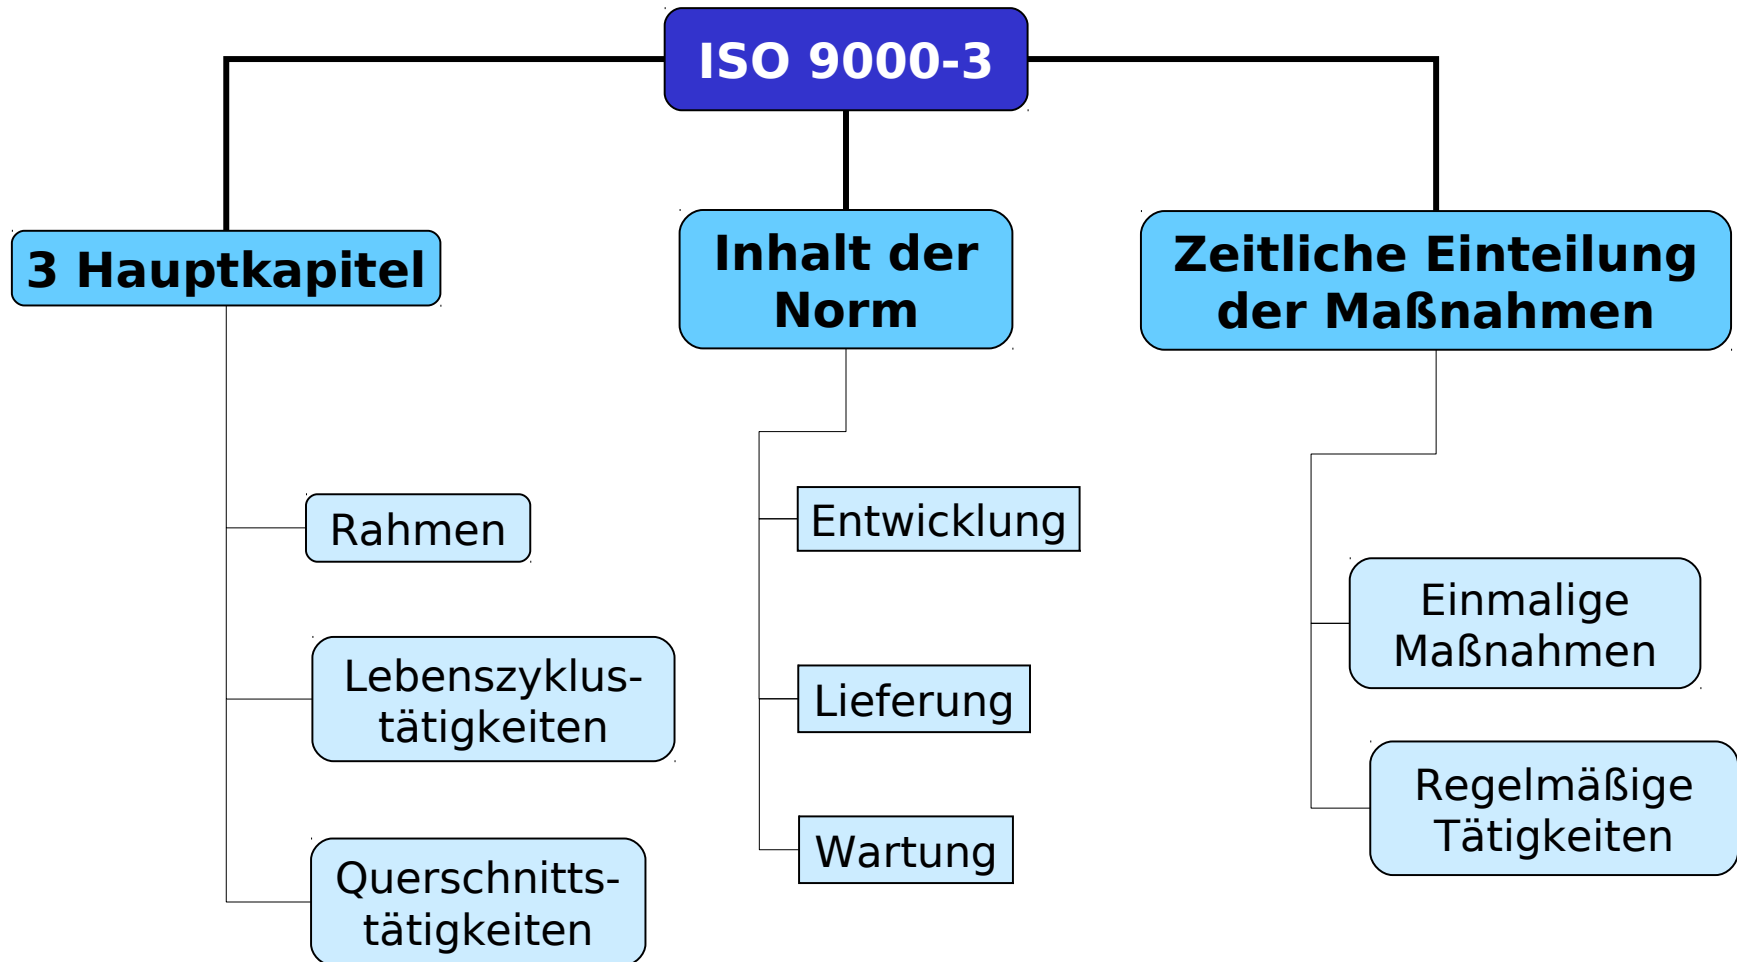 ISO 9000-3
3 Hauptkapitel
Rahmen
Lebenszyklus-
tätigkeiten
Querschnitts-
tätigkeiten
Inhalt der
Norm
Entwicklung
Lieferung
Wartung
Zeitliche Einteilung
der Maßnahmen
Einmalige
Maßnahmen
Regelmäßige
Tätigkeiten